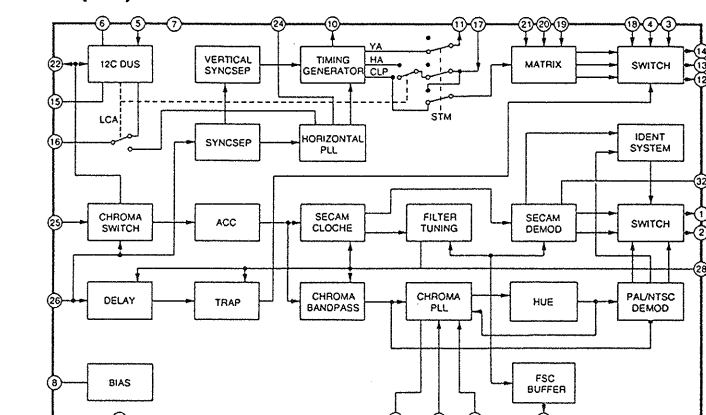 6
5
7
24
10
11
17
21
20
19
18
4
3
22
12C DUS
VERTICAL
SYNCSEP
TIMING
GENERATOR
YA
HA
CLP
MATRIX
SWITCH
14
13
12
15
LCA
STM
16
SYNCSEP
HORIZONTAL
PLL
IDENT
SYSTEM
32
25
CHROMA
SWITCH
ACC
SECAM
CLOCHE
FILTER
TUNING
SECAM
DEMOD
SWITCH
1
2
28
26
DELAY
TRAP
CHROMA
BANDPASS
CHROMA
PLL
HUE
PAL/NTSC
DEMOD
8
BIAS
FSC
BUFFER